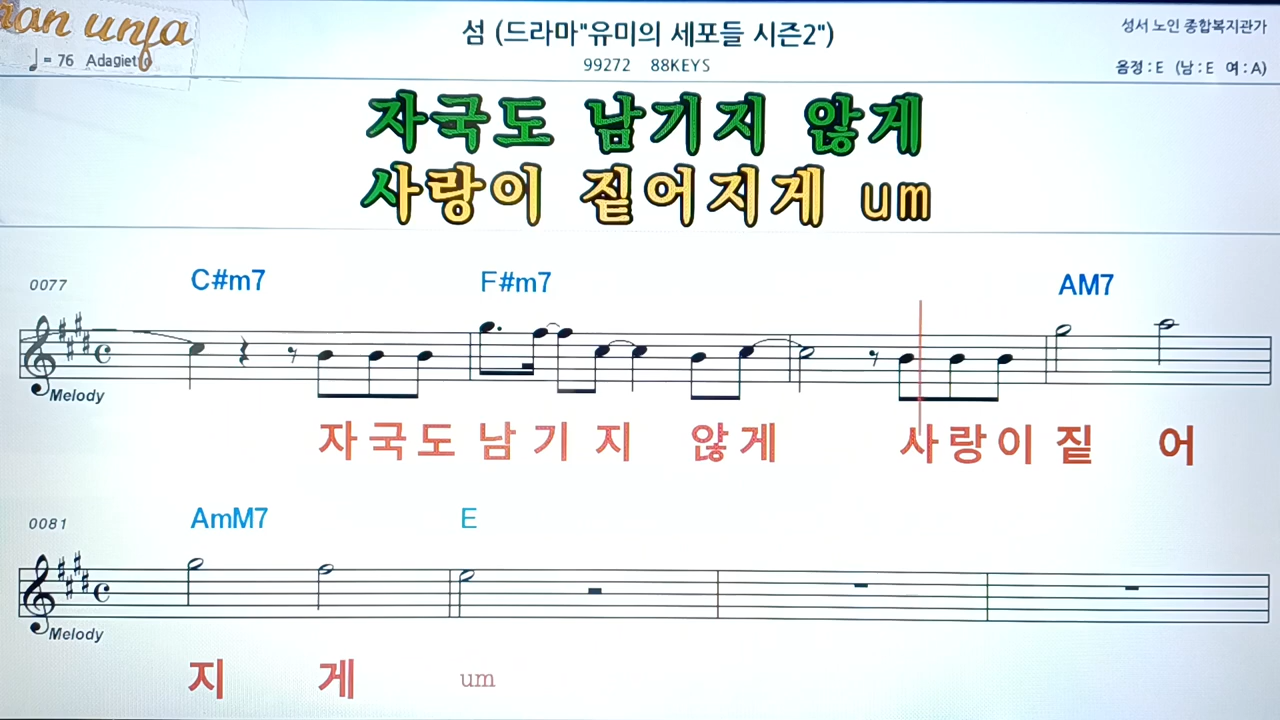 섬 (드라마"유미의 세포들 시즌2")
성서 노인 종합복지관가
♩= 76 Adagietto
99272 88KEYS
음정 : E (남 : E 여 : A)
자국도 남기지 않게
사랑이 짙어지게 um
0077 C#m7 F#m7 AM7
Melody
자 국 도 남 기 지 않 게 사 랑 이 짙 어
0081 AmM7 E
Melody
지 게 um